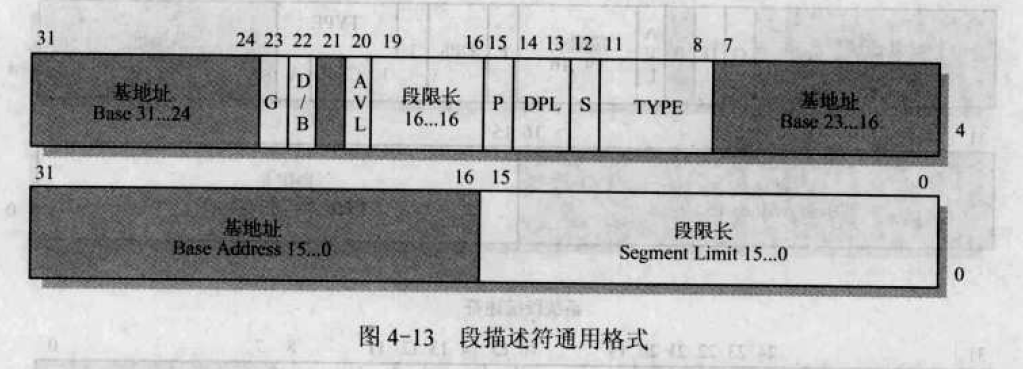 31 24 23 22 21 20 19 16 15 14 13 12 11 8 7
基地址
Base 31...24
G
D
/
B
A
V
L
段限长
16...16
P
DPL
S
TYPE
基地址
Base 23...16
4
31 16 15 0
基地址
Base Address 15...0
段限长
Segment Limit 15...0
0
图 4-13 段描述符通用格式